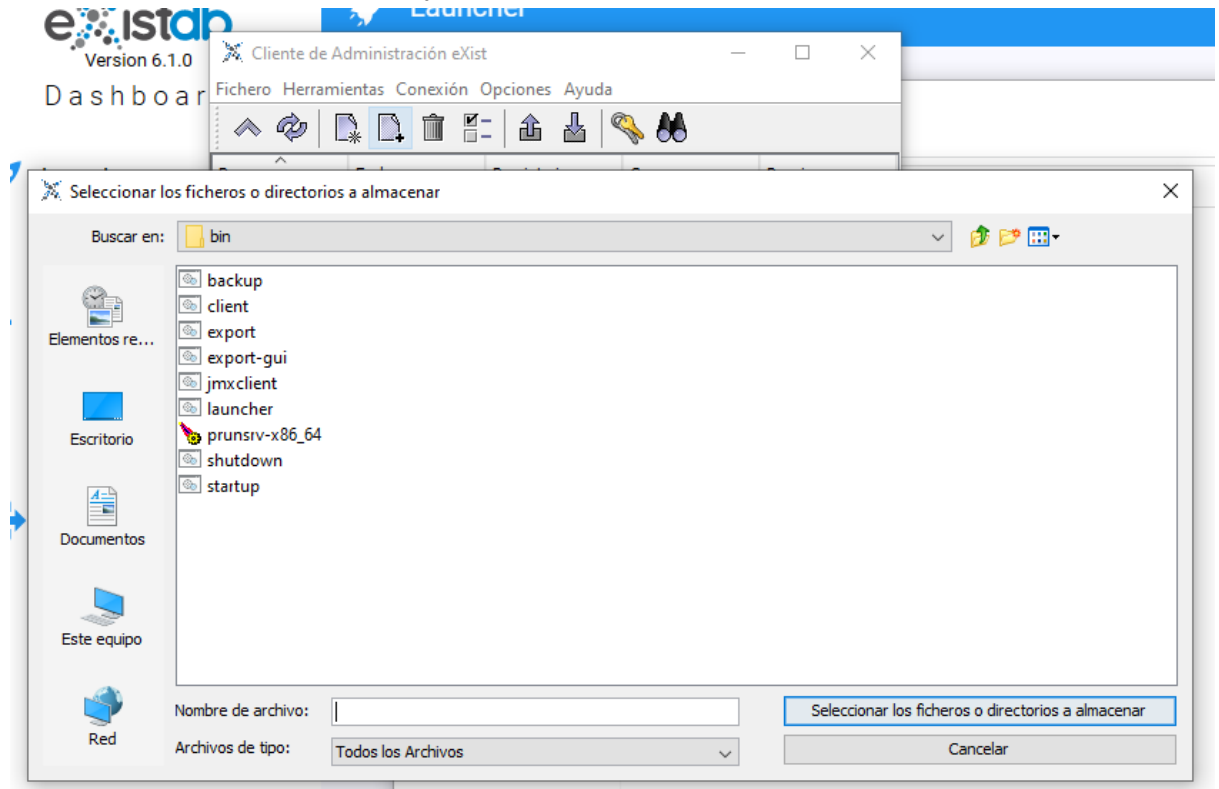 Launcher
eXistdb
Version 6.1.0
Dashboar
Cliente de Administración eXist
Fichero Herramientas Conexión Opciones Ayuda
Seleccionar los ficheros o directorios a almacenar
Buscar en: bin
backup
client
export
export-gui
jmxclient
launcher
prunsrv-x86_64
shutdown
startup
Elementos re...
Escritorio
Documentos
Este equipo
Red
Nombre de archivo:
Seleccionar los ficheros o directorios a almacenar
Archivos de tipo: Todos los Archivos
Cancelar